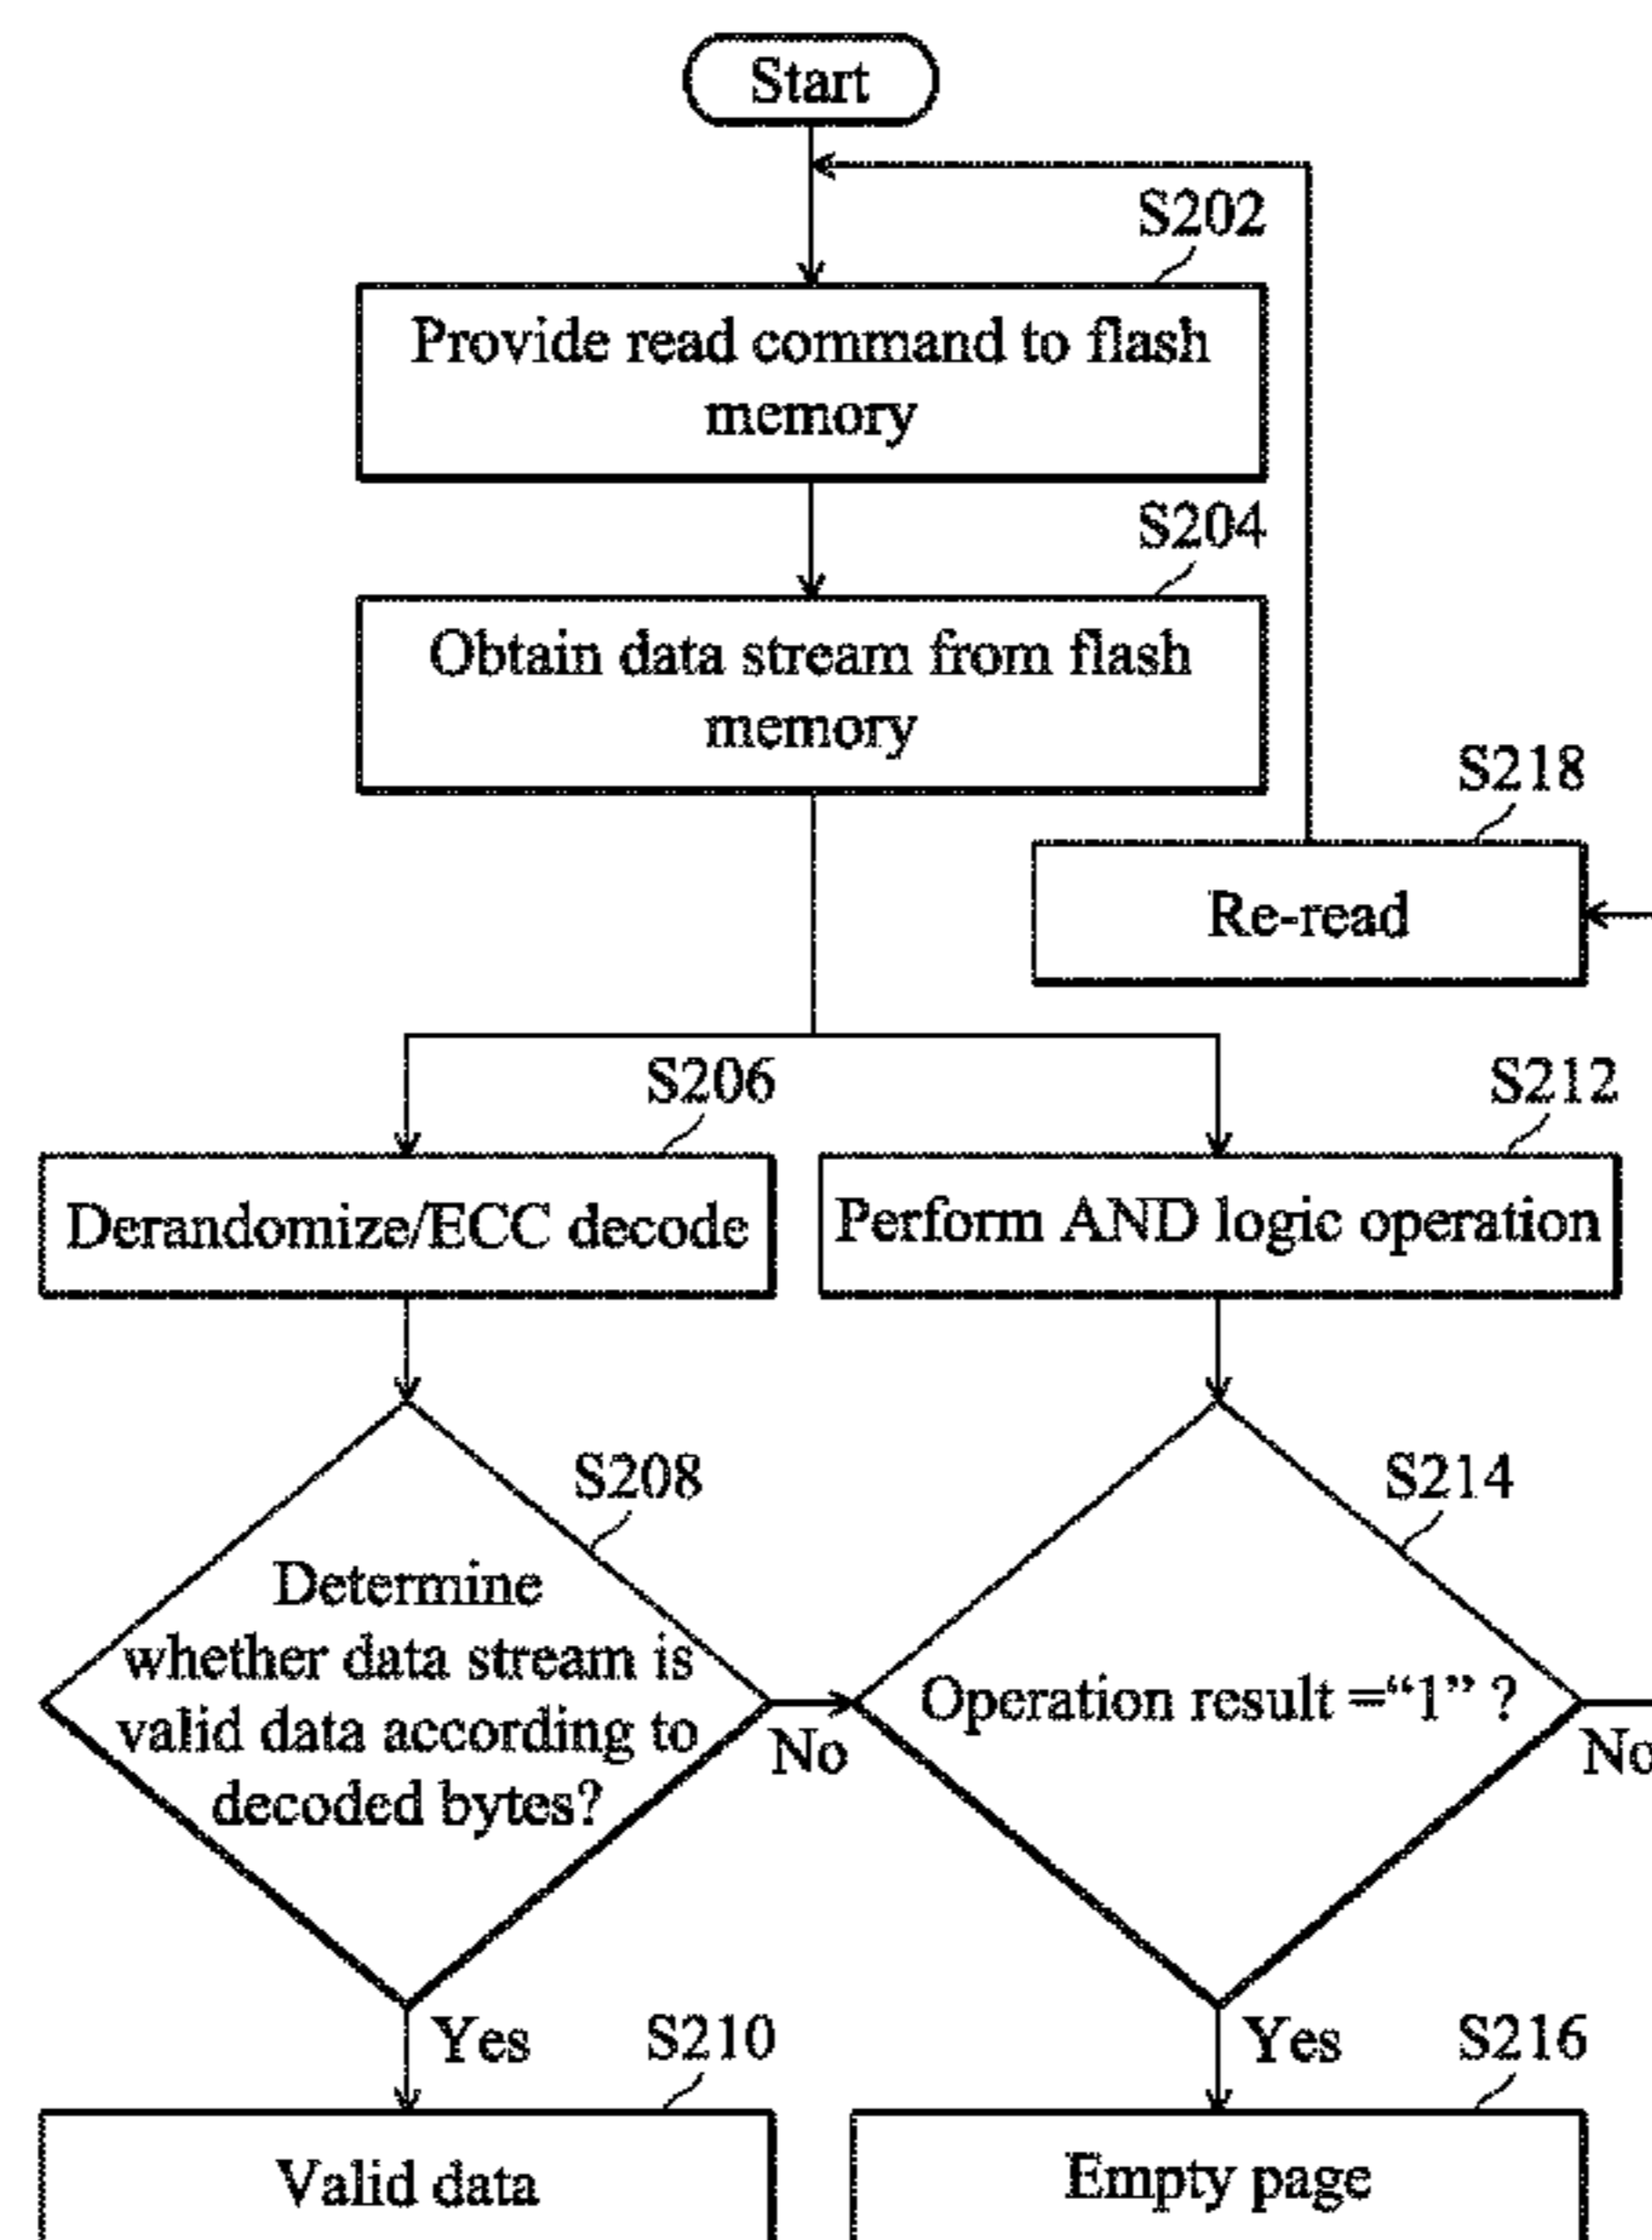 Start
S202
Provide read command to flash
memory
S204
Obtain data stream from flash
memory
S218
Re-read
S206
S212
Derandomize/ECC decode
Perform AND logic operation
S208
S214
Determine
whether data stream is
valid data according to
decoded bytes?
Operation result =“1” ?
No
No
Yes
S210
Yes
S216
Valid data
Empty page